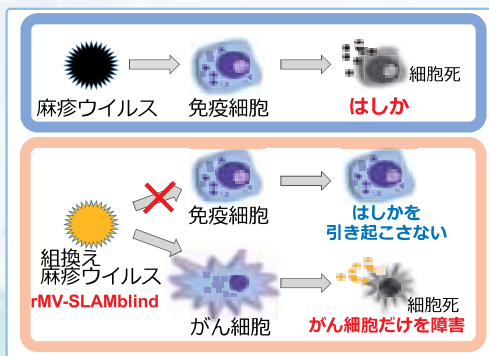 麻疹ウイルス
免疫細胞
細胞死
はしか
免疫細胞
はしかを
引き起こさない
組換え
麻疹ウイルス
rMV-SLAMblind
がん細胞
細胞死
がん細胞だけを障害